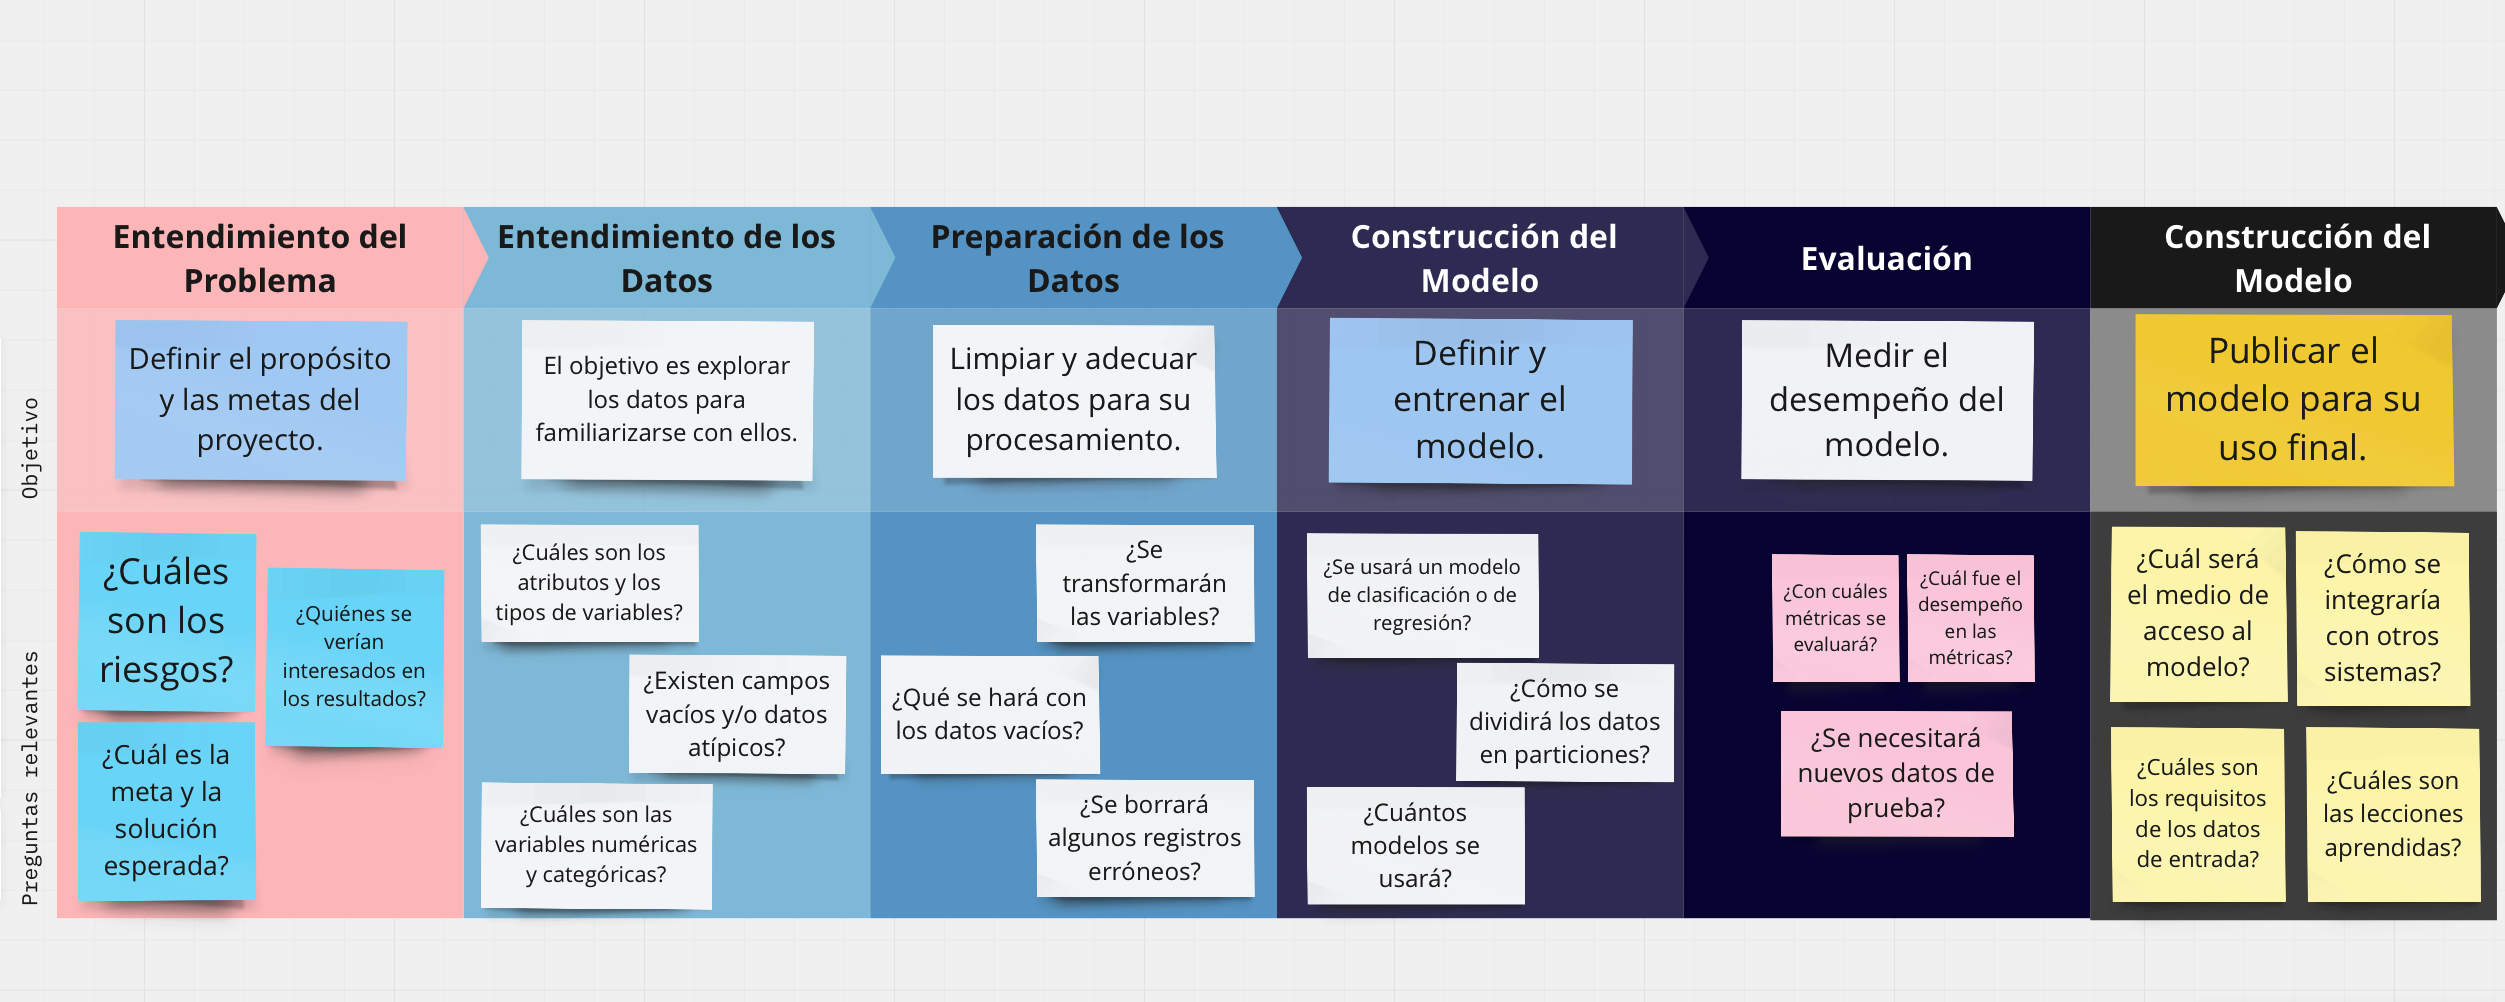 Entendimiento del
Problema
Entendimiento de los
Datos
Preparación de los
Datos
Construcción del
Modelo
Evaluación
Construcción del
Modelo
Objetivo
Definir el propósito
y las metas del
proyecto.
El objetivo es explorar
los datos para
familiarizarse con ellos.
Limpiar y adecuar
los datos para su
procesamiento.
Definir y
entrenar el
modelo.
Medir el
desempeño del
modelo.
Publicar el
modelo para su
uso final.
Preguntas relevantes
¿Cuáles
son los
riesgos?
¿Quiénes se
verían
interesados en
los resultados?
¿Cuál es la
meta y la
solución
esperada?
¿Cuáles son los
atributos y los
tipos de variables?
¿Existen campos
vacíos y/o datos
atípicos?
¿Cuáles son las
variables numéricas
y categóricas?
¿Se
transformarán
las variables?
¿Qué se hará con
los datos vacíos?
¿Se borrará
algunos registros
erróneos?
¿Se usará un modelo
de clasificación o de
regresión?
¿Cómo se
dividirá los datos
en particiones?
¿Cuántos
modelos se
usará?
¿Con cuáles
métricas se
evaluará?
¿Cuál fue el
desempeño
en las
métricas?
¿Se necesitará
nuevos datos de
prueba?
¿Cuál será
el medio de
acceso al
modelo?
¿Cómo se
integraría
con otros
sistemas?
¿Cuáles son
los requisitos
de los datos
de entrada?
¿Cuáles son
las lecciones
aprendidas?